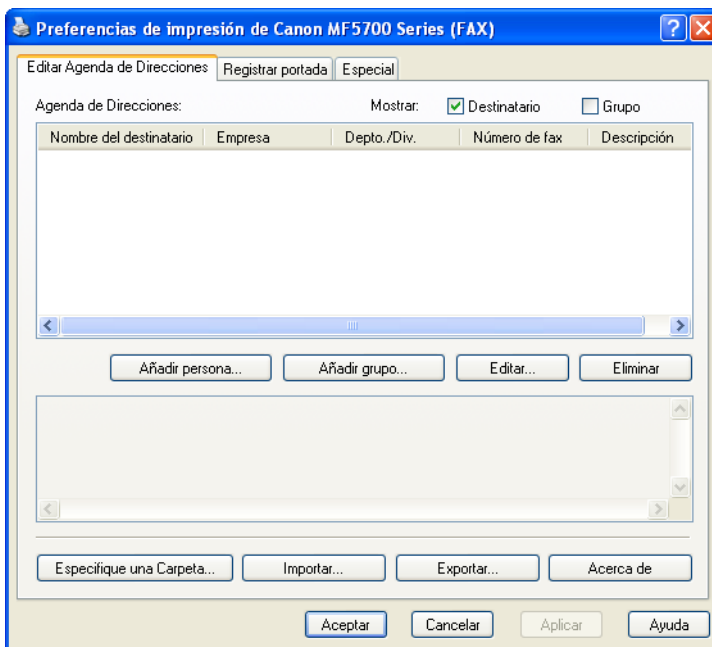 Preferencias de impresión de Canon MF5700 Series (FAX)
Editar Agenda de Direcciones Registrar portada Especial
Agenda de Direcciones: Mostrar: Destinatario Grupo
Nombre del destinatario Empresa Depto./Div. Número de fax Descripción
Añadir persona... Añadir grupo... Editar... Eliminar
Especifique una Carpeta... Importar... Exportar... Acerca de
Aceptar Cancelar Aplicar Ayuda